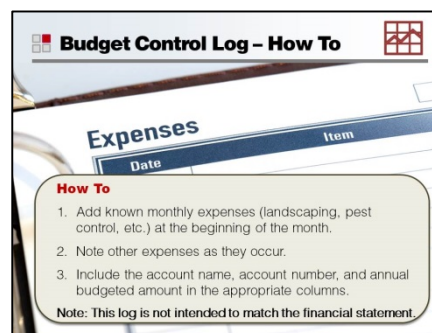 Budget Control Log – How To
Expenses
Date
Item
How To
1. Add known monthly expenses (landscaping, pest
control, etc.) at the beginning of the month.
2. Note other expenses as they occur.
3. Include the account name, account number, and annual
budgeted amount in the appropriate columns.
Note: This log is not intended to match the financial statement.